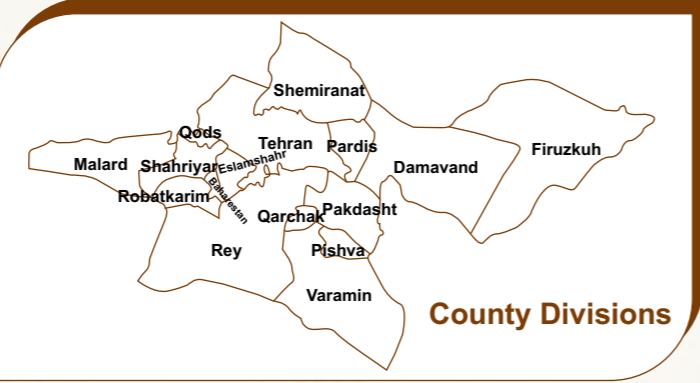 Shemiranat
Qods
Tehran
Pardis
Firuzkuh
Malard
Shahriyar
Eslamshahr
Damavand
Robatkarim
Baharestan
Qarchak
Pakdasht
Rey
Pishva
Varamin
County Divisions